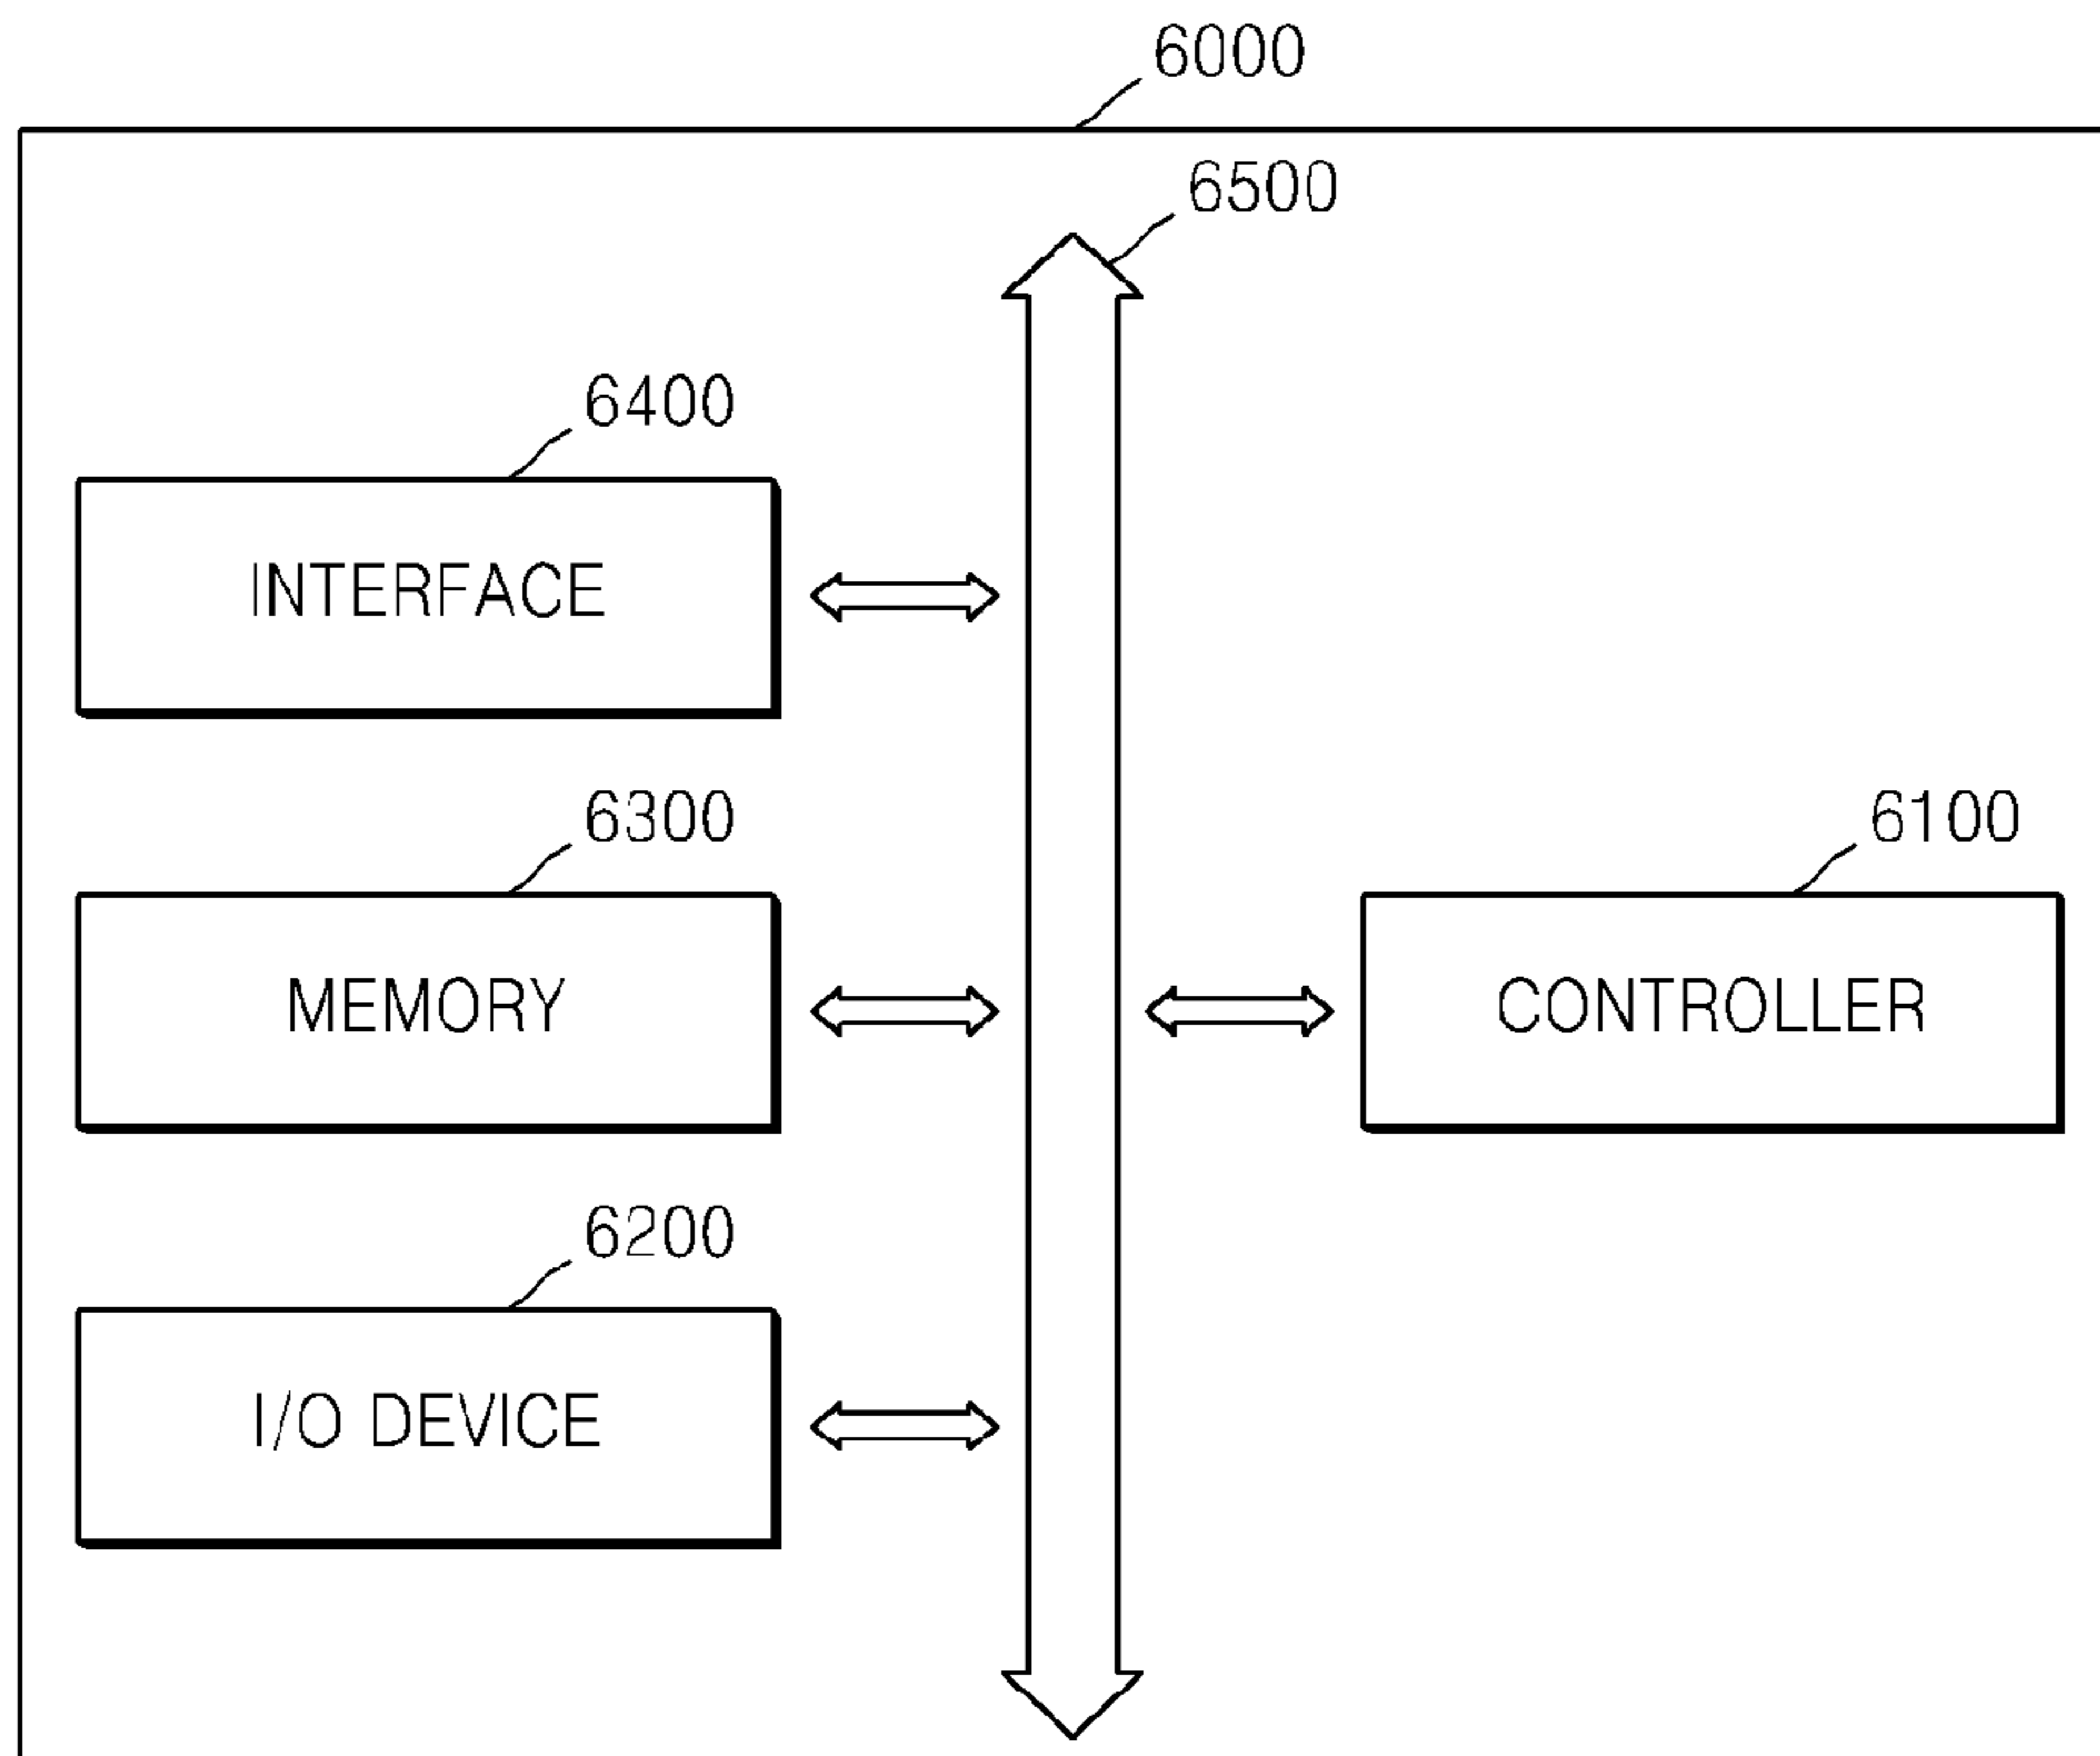 6000
6500
6400
INTERFACE
6300
MEMORY
6100
CONTROLLER
6200
I/O DEVICE